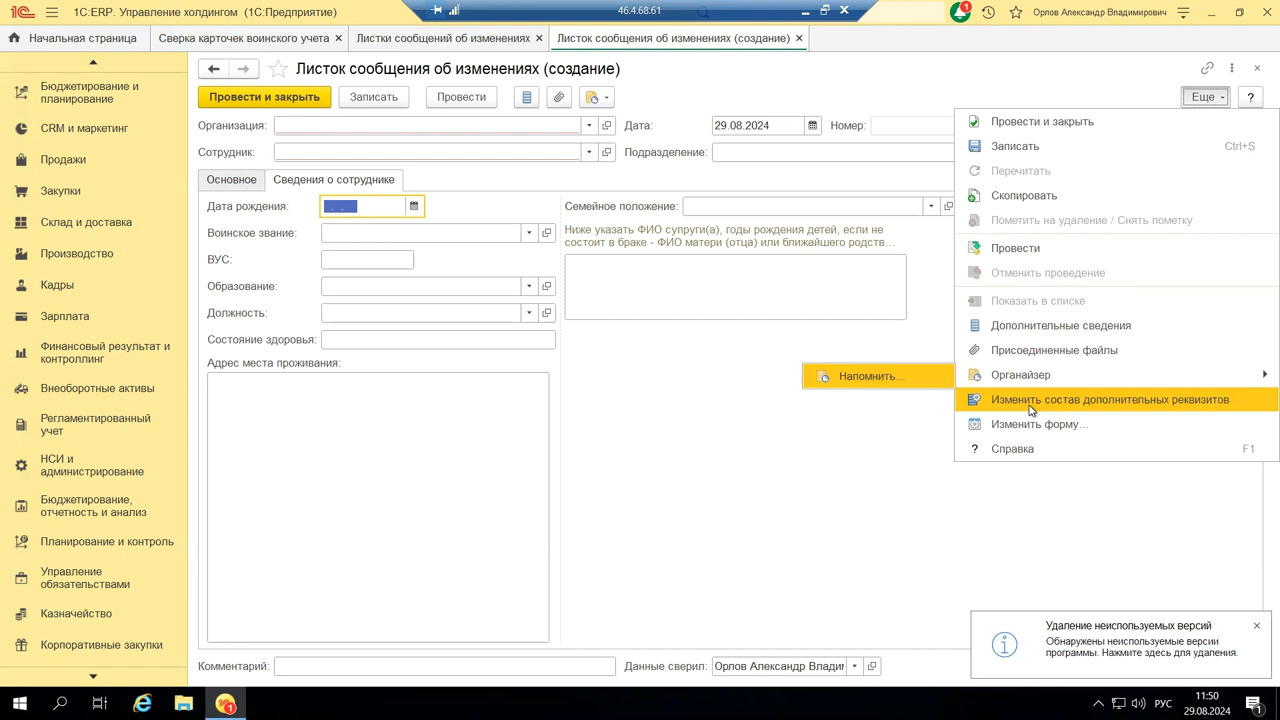 1С:ERP. Управление холдингом (1С:Предприятие)
46.4.68.61
1
Орлов Александр Владимирович
Начальная страница
Сверка карточек воинского учета
Листки сообщений об изменениях
Листок сообщения об изменениях (создание)
Бюджетирование и
планирование
CRM и маркетинг
Продажи
Закупки
Склад и доставка
Производство
Кадры
Зарплата
Финансовый результат и
контроллинг
Внеоборотные активы
Регламентированный
учет
НСИ и
администрирование
Бюджетирование,
отчетность и анализ
Планирование и контроль
Управление
обязательствами
Казначейство
Корпоративные закупки
Листок сообщения об изменениях (создание)
Провести и закрыть
Записать
Провести
Еще
?
Организация:
Дата:
29.08.2024
Номер:
Сотрудник:
Подразделение:
Основное
Сведения о сотруднике
Дата рождения:
. .
Воинское звание:
ВУС:
Образование:
Должность:
Состояние здоровья:
Адрес места проживания:
Семейное положение:
Ниже указать ФИО супруги(а), годы рождения детей, если не
состоит в браке - ФИО матери (отца) или ближайшего родств…
Напомнить...
Провести и закрыть
Записать
Ctrl+S
Перечитать
Скопировать
Пометить на удаление / Снять пометку
Провести
Отменить проведение
Показать в списке
Дополнительные сведения
Присоединенные файлы
Органайзер
Изменить состав дополнительных реквизитов
Изменить форму...
? Справка
F1
Удаление неиспользуемых версий
Обнаружены неиспользуемые версии
программы. Нажмите здесь для удаления.
Комментарий:
Данные сверил:
Орлов Александр Владим
1
РУС
11:50
29.08.2024
1